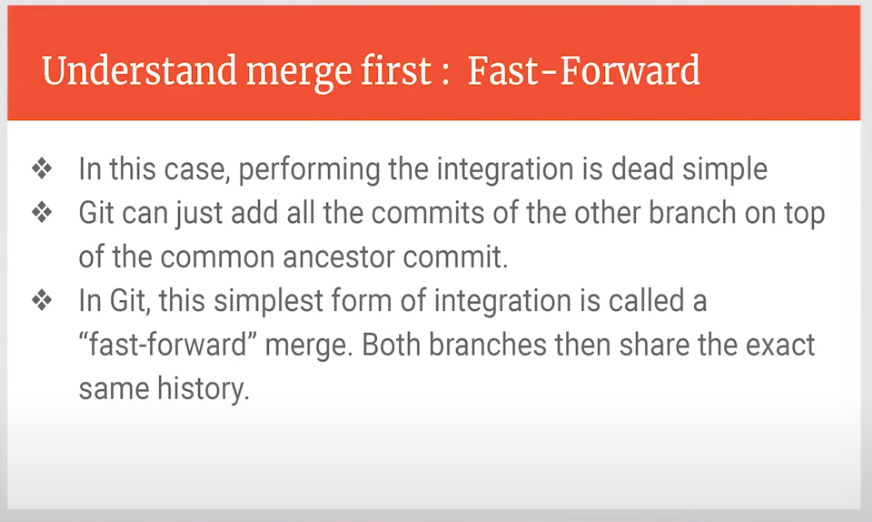 Understand merge first :  Fast-Forward
❖ In this case, performing the integration is dead simple
❖ Git can just add all the commits of the other branch on top
of the common ancestor commit.
❖ In Git, this simplest form of integration is called a
“fast-forward” merge. Both branches then share the exact
same history.